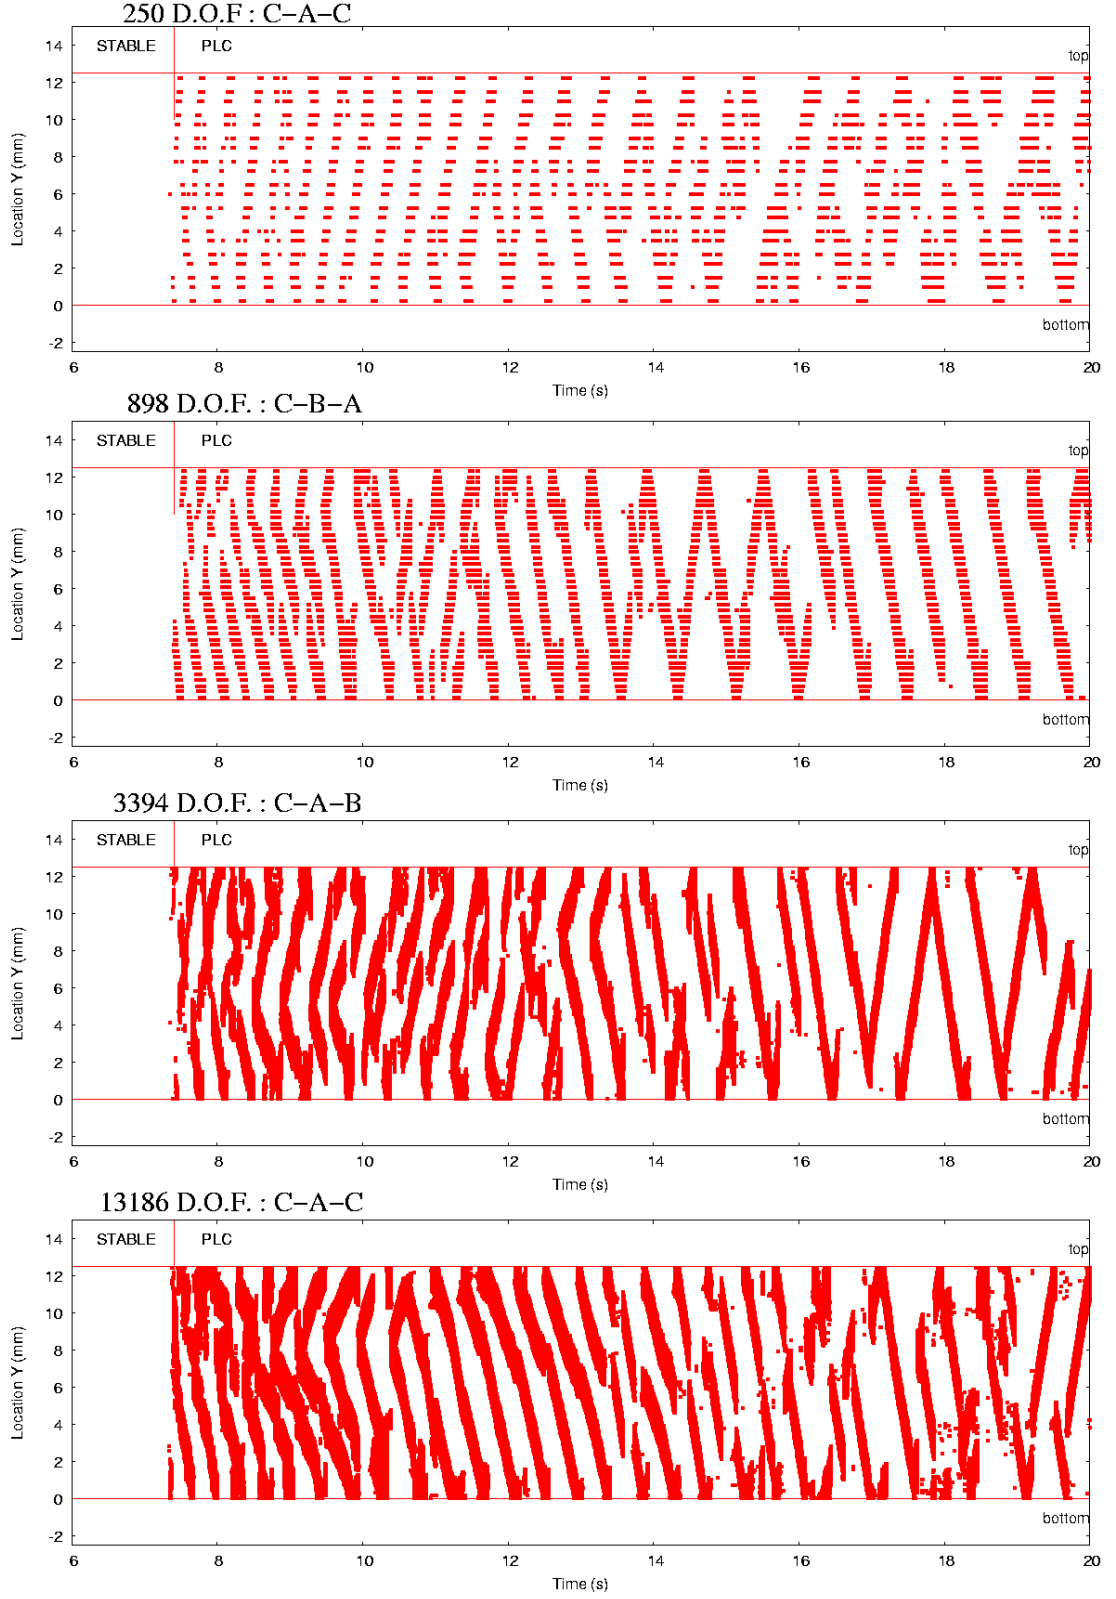 250 D.O.F : C−A−C
14
STABLE
PLC
top
12
10
8
6
4
2
0
bottom
-2
6
8
10
12
14
16
18
20
Location Y (mm)
Time (s)
898 D.O.F. : C−B−A
14
STABLE
PLC
top
12
10
8
6
4
2
0
bottom
-2
6
8
10
12
14
16
18
20
Location Y (mm)
Time (s)
3394 D.O.F. : C−A−B
14
STABLE
PLC
top
12
10
8
6
4
2
0
bottom
-2
6
8
10
12
14
16
18
20
Location Y (mm)
Time (s)
13186 D.O.F. : C−A−C
14
STABLE
PLC
top
12
10
8
6
4
2
0
bottom
-2
6
8
10
12
14
16
18
20
Location Y (mm)
Time (s)